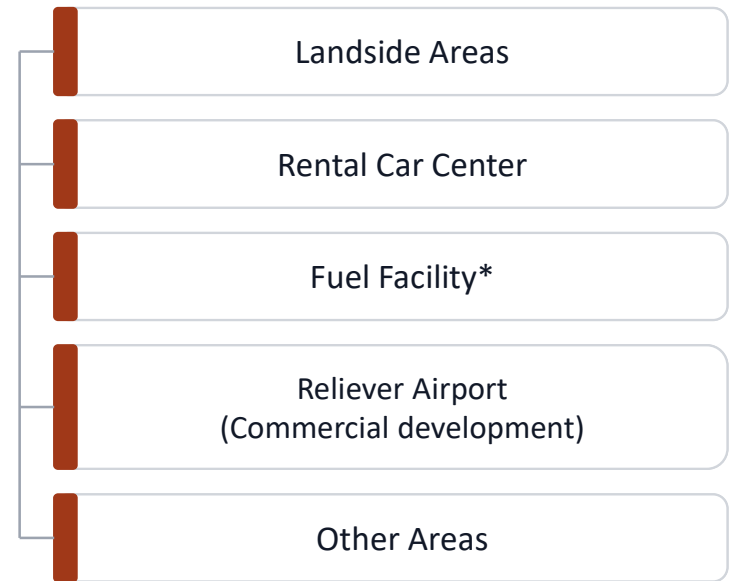 Landside Areas
Rental Car Center
Fuel Facility*
Reliever Airport
(Commercial development)
Other Areas